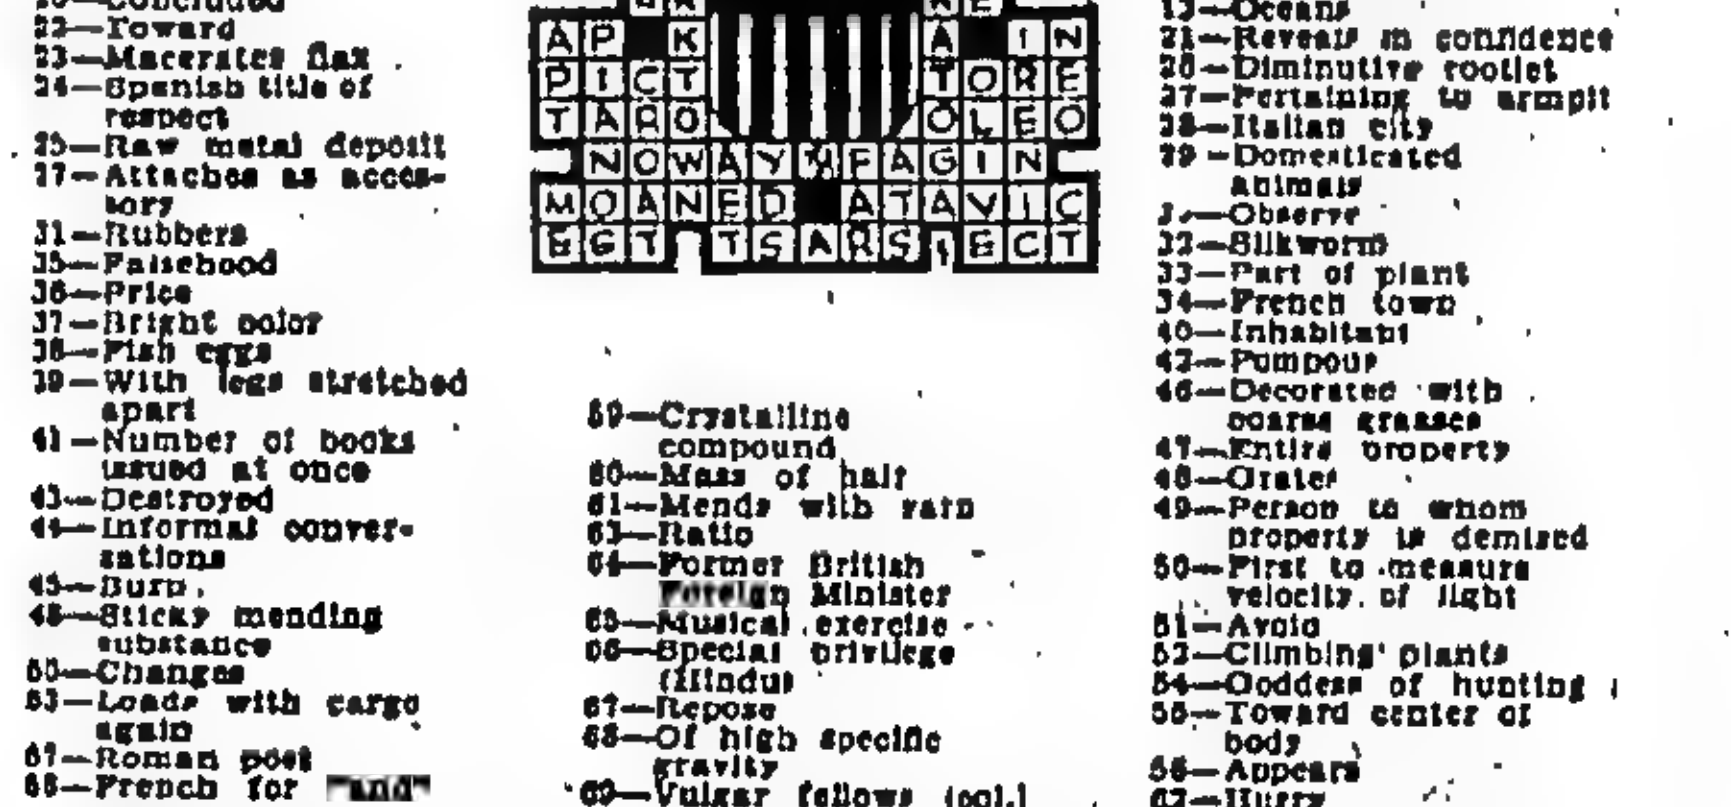 22—Toward
23—Macerates flax
24—Spanish title of
respect
25—Raw metal deposit
27—Attaches as acces-
sory
31—Rubbers
35—Falsehood
36—Price
37—Bright color
38—Fish eggs
39—With legs stretched
apart
41—Number of books
issued at once
43—Destroyed
44—Informal conver-
sations
45—Burn
48—Sticky mending
substance
50—Changes
53—Loads with cargo
again
57—Roman poet
58—French for "and"
AP K A IN
PICT TORE
TARO OLEO
NOWAY FAGIN
MOANED ATAVIC
EGT TSARS ECT
59—Crystalline
compound
60—Mass of hair
61—Mends with yarn
63—Ratio
64—Former British
Foreign Minister
65—Musical exercise
66—Special privilege
(Hindu)
67—Repose
68—Of high specific
gravity
69—Vulgar fellows (col.)
13—Oceans
21—Reveals in confidence
26—Diminutive rootlet
27—Pertaining to armpit
28—Italian city
29—Domesticated
animals
Observe
32—Silkworm
33—Part of plant
34—French town
40—Inhabitant
42—Pompous
46—Decorated with
coarse grasses
47—Entire property
48—Grates
49—Person to whom
property is demised
50—First to measure
velocity of light
51—Avoid
52—Climbing plants
54—Goddess of hunting
55—Toward center of
body
56—Appears
62—Hurry